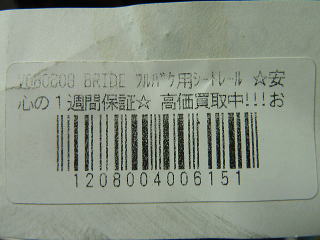 V060808 BRIDE ﾌﾙﾊﾞｹ用ｼｰﾄﾚｰﾙ ☆安
心の１週間保証☆ 高価買取中!!!お
1208004006151